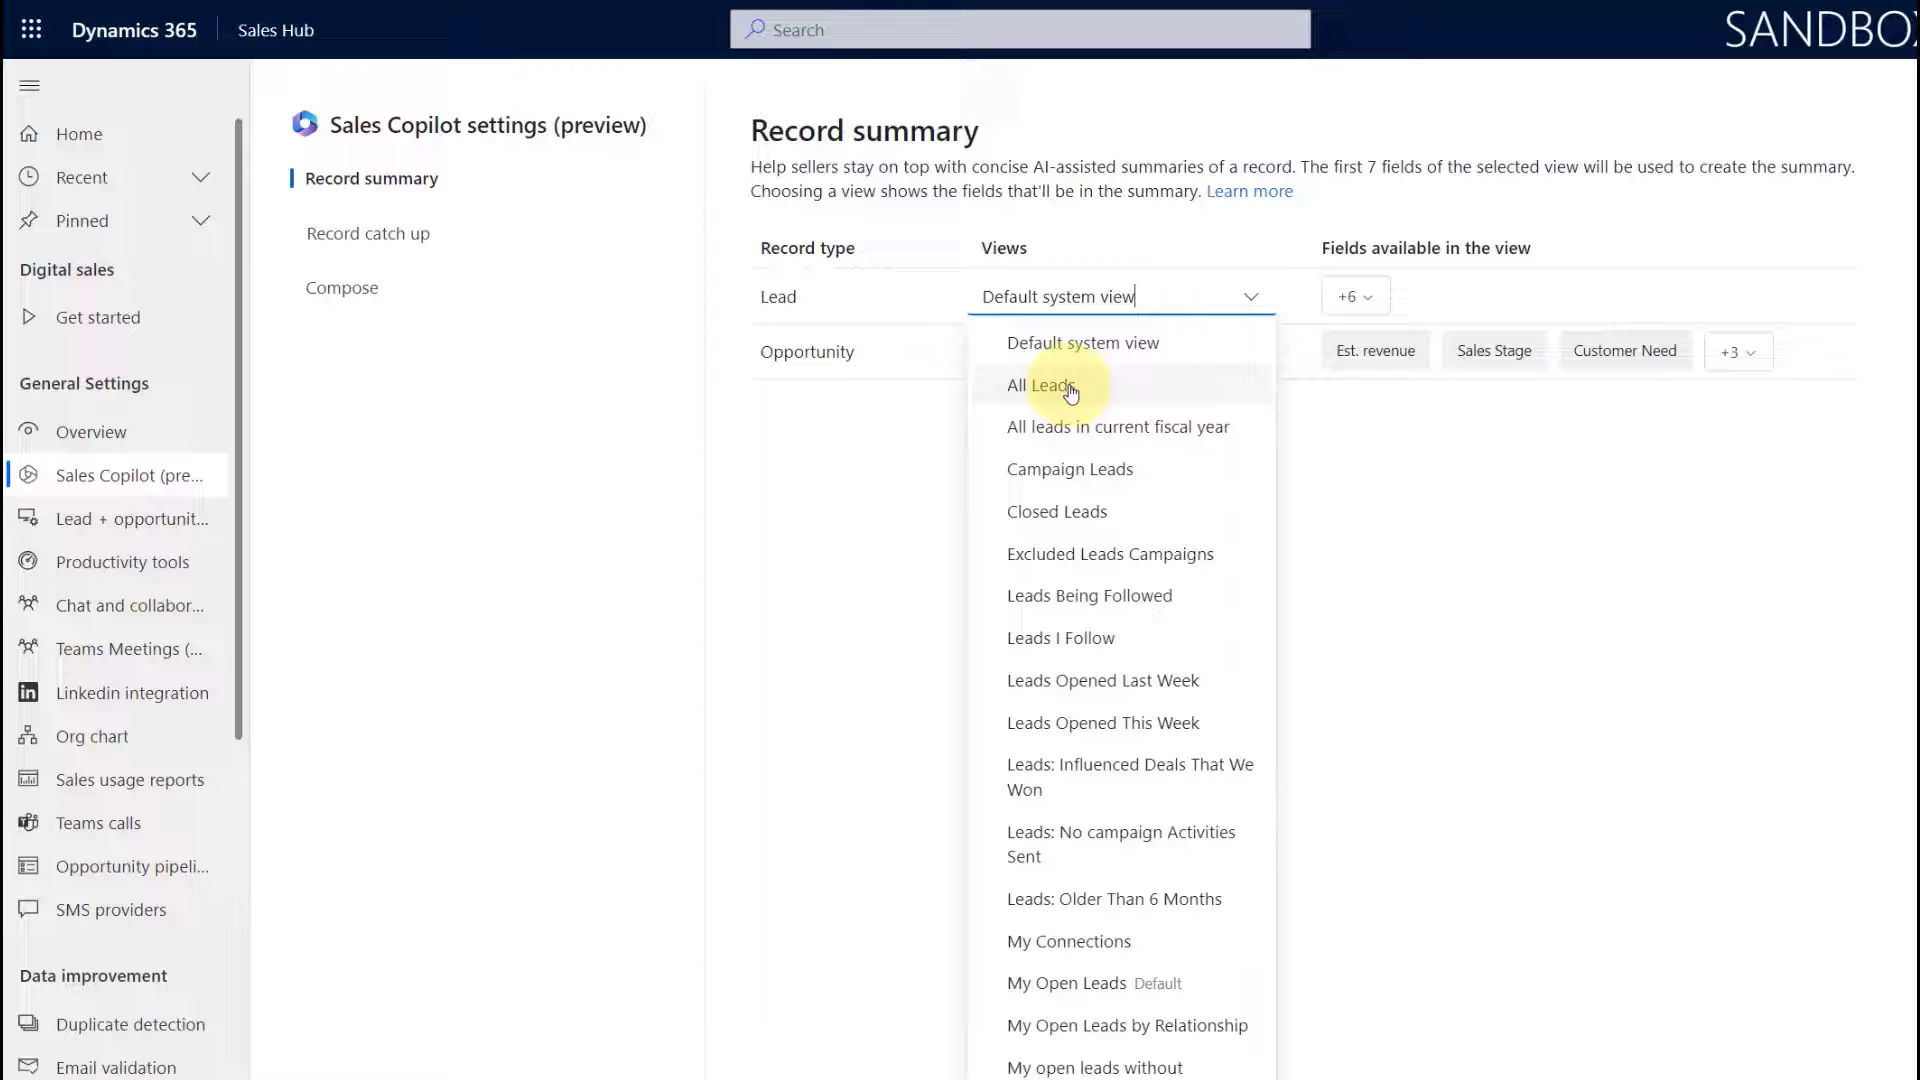 Dynamics 365
Sales Hub
Search
SANDBOX
Home
Recent
Pinned
Digital sales
Get started
General Settings
Overview
Sales Copilot (pre...
Lead + opportunit...
Productivity tools
Chat and collabor...
Teams Meetings (...
Linkedin integration
Org chart
Sales usage reports
Teams calls
Opportunity pipeli...
SMS providers
Data improvement
Duplicate detection
Email validation
Sales Copilot settings (preview)
Record summary
Record catch up
Compose
Record summary
Help sellers stay on top with concise AI-assisted summaries of a record. The first 7 fields of the selected view will be used to create the summary.
Choosing a view shows the fields that'll be in the summary. Learn more
Record type Views Fields available in the view
Lead Default system view +6
Opportunity Est. revenue Sales Stage Customer Need +3
Default system view
All Leads
All leads in current fiscal year
Campaign Leads
Closed Leads
Excluded Leads Campaigns
Leads Being Followed
Leads I Follow
Leads Opened Last Week
Leads Opened This Week
Leads: Influenced Deals That We
Won
Leads: No campaign Activities
Sent
Leads: Older Than 6 Months
My Connections
My Open Leads Default
My Open Leads by Relationship
My open leads without